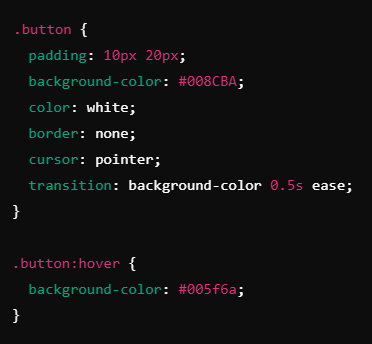 .button {
  padding: 10px 20px;
  background-color: #008CBA;
  color: white;
  border: none;
  cursor: pointer;
  transition: background-color 0.5s ease;
}

.button:hover {
  background-color: #005f6a;
}